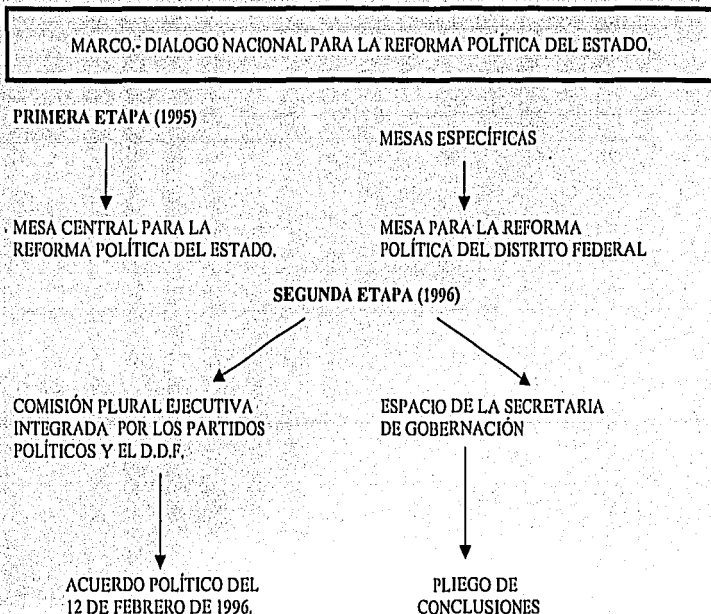 MARCO.- DIALOGO NACIONAL PARA LA REFORMA POLÍTICA DEL ESTADO.
PRIMERA ETAPA (1995)
MESAS ESPECÍFICAS
MESA CENTRAL PARA LA
REFORMA POLÍTICA DEL ESTADO.
MESA PARA LA REFORMA
POLÍTICA DEL DISTRITO FEDERAL
SEGUNDA ETAPA (1996)
COMISIÓN PLURAL EJECUTIVA
INTEGRADA POR LOS PARTIDOS
POLÍTICOS Y EL D.D.F.
ESPACIO DE LA SECRETARIA
DE GOBERNACIÓN
ACUERDO POLÍTICO DEL
12 DE FEBRERO DE 1996.
PLIEGO DE
CONCLUSIONES